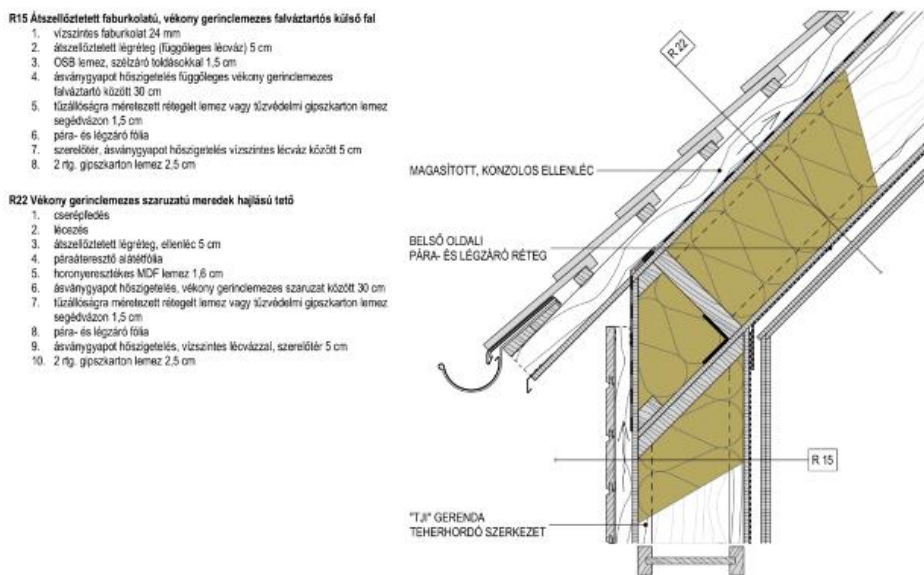 R15 Átszellőztetett faburkolatú, vékony gerinclemezes falváztartós külső fal
1. vízszintes faburkolat 24 mm
2. átszellőztetett légréteg (függőleges lécváz) 5 cm
3. OSB lemez, szélzáró toldásokkal 1,5 cm
4. ásványgyapot hőszigetelés függőleges vékony gerinclemezes
falváztartó között 30 cm
5. tűzállóságra méretezett rétegelt lemez vagy tűzvédelmi gipszkarton lemez
segédvázon 1,5 cm
6. pára- és légzáró fólia
7. szerelőtér, ásványgyapot hőszigetelés vízszintes lécváz között 5 cm
8. 2 rtg. gipszkarton lemez 2,5 cm
R22 Vékony gerinclemezes szaruzatú meredek hajlású tető
1. cserépfedés
2. lécezés
3. átszellőztetett légréteg, ellenléc 5 cm
4. páraáteresztő alátétfólia
5. horonyeresztékes MDF lemez 1,6 cm
6. ásványgyapot hőszigetelés, vékony gerinclemezes szaruzat között 30 cm
7. tűzállóságra méretezett rétegelt lemez vagy tűzvédelmi gipszkarton lemez
segédvázon 1,5 cm
8. pára- és légzáró fólia
9. ásványgyapot hőszigetelés, vízszintes lécvázzal, szerelőtér 5 cm
10. 2 rtg. gipszkarton lemez 2,5 cm
R 22
MAGASÍTOTT, KONZOLOS ELLENLÉC
BELSŐ OLDALI
PÁRA- ÉS LÉGZÁRÓ RÉTEG
R 15
"TJI" GERENDA
TEHERHORDÓ SZERKEZET